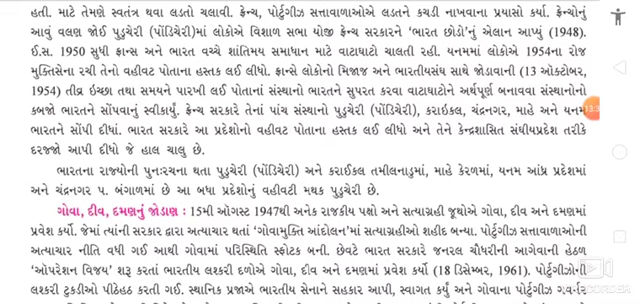 હતી. માટે તેમણે સ્વતંત્ર થવા લડતો ચલાવી. ફ્રેન્ચ, પોર્ટુગિઝ સત્તાવાળાઓએ લડતને કચડી નાખવાના પ્રયાસો કર્યા. ફ્રેન્ચોનું
આવું વલણ જોઈ પુડુચેરી (પોંડિચેરી)માં લોકોએ વિશાળ સભા યોજી ફ્રેન્ચ સરકારને ‘ભારત છોડો’નું એલાન આપ્યું (1948).
ઈ.સ. 1950 સુધી ફ્રાન્સ અને ભારત વચ્ચે શાંતિમય સમાધાન માટે વાટાઘાટો ચાલતી રહી. યનમમાં લોકોએ 1954ના રોજ
મુક્તિસેના રચી તેનો વહીવટ પોતાના હસ્તક લઈ લીધો. ફ્રાન્સે લોકોનો મિજાજ અને ભારતીયસંઘ સાથે જોડાવાની (13 ઑક્ટોબર,
1954) તીવ્ર ઇચ્છા તથા સમયને પારખી લઈ પોતાનાં સંસ્થાનો ભારતને સુપરત કરવા વાટાઘાટોને અર્થપૂર્ણ બનાવવા સંસ્થાનોનો
કબજો ભારતને સોંપવાનું સ્વીકાર્યું. ફ્રેન્ચ સરકારે તેનાં પાંચ સંસ્થાનો પુડુચેરી (પોંડિચેરી), કરાઇકલ, ચંદ્રનગર, માહે અને યનમ
ભારતને સોંપી દીધાં. ભારત સરકારે આ પ્રદેશોનો વહીવટ પોતાના હસ્તક લઈ લીધો અને તેને કેન્દ્રશાસિત સંઘીયપ્રદેશ તરીકે
દરજ્જો આપી દીધો જે હાલ ચાલુ છે.
ભારતના રાજ્યોની પુનઃરચના થતા પુડુચેરી (પોંડિચેરી) અને કરાઈકલ તમીલનાડુમાં, માહે કેરળમાં, યનમ આંધ્ર પ્રદેશમાં
અને ચંદ્રનગર પ. બંગાળમાં છે આ બધા પ્રદેશોનું વહીવટી મથક પુડુચેરી છે.
ગોવા, દીવ, દમણનું જોડાણ : 15મી ઑગસ્ટ 1947થી અનેક રાજકીય પક્ષો અને સત્યાગ્રહી જૂથોએ ગોવા, દીવ અને દમણમાં
પ્રવેશ કર્યો. જેમાં ત્યાંની સરકાર દ્વારા અત્યાચાર થતાં ‘ગોવામુક્તિ આંદોલન’માં સત્યાગ્રહીઓ શહીદ બન્યા. પોર્ટુગિઝ સત્તાવાળાઓની
અત્યાચાર નીતિ વધી ગઈ આથી ગોવામાં પરિસ્થિતિ સ્ફોટક બની. છેવટે ભારત સરકારે જનરલ ચૌધરીની આગેવાની હેઠળ
‘ઑપરેશન વિજય’ શરૂ કરતાં ભારતીય લશ્કરી દળોએ ગોવા, દીવ અને દમણમાં પ્રવેશ કર્યો (18 ડિસેમ્બર, 1961). પોર્ટુગિઝોની
લશ્કરી ટુકડીઓ પીછેહઠ કરતી ગઈ. સ્થાનિક પ્રજાએ ભારતીય સેનાને સહકાર આપી, સ્વાગત કર્યું અને ગોવાના પોર્ટુગિઝ ગવર્નર